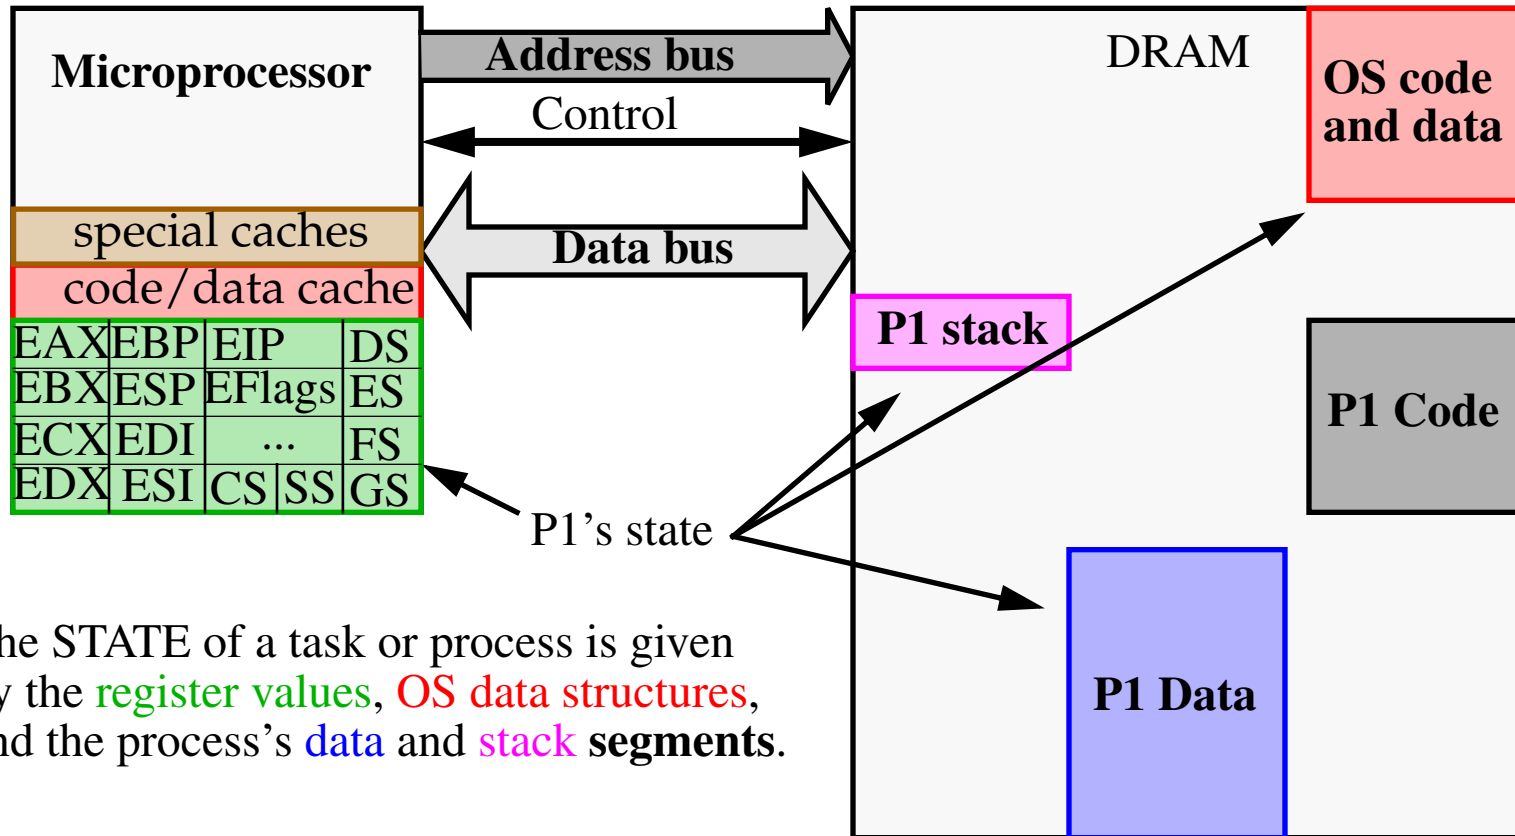 Microprocessor
Address bus
Control
Data bus
DRAM
OS code
and data
special caches
code/data cache
EAX EBP EIP DS
EBX ESP EFlags ES
ECX EDI ... FS
EDX ESI CS SS GS
P1 stack
P1 Code
P1's state
P1 Data
he STATE of a task or process is given
y the register values, OS data structures,
nd the process's data and stack segments.